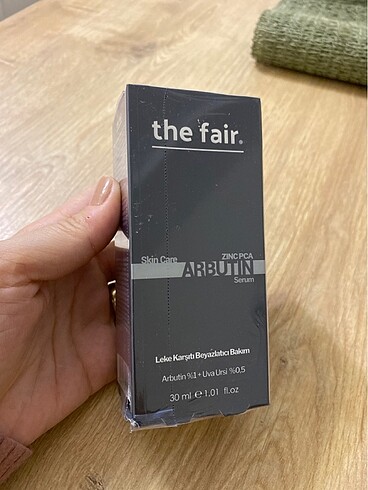 the fair.
Skin Care
ZINC PCA
ARBUTIN
Serum
Leke Karşıtı Beyazlatıcı Bakım
Arbutin %1 + Uva Ursi %0,5
30 ml ℮ 1.01 fl.oz